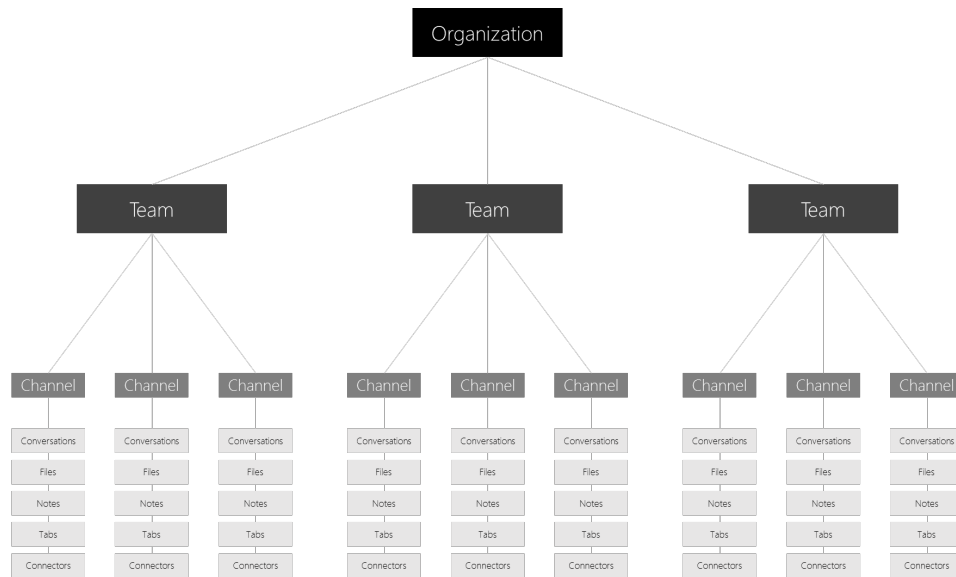 Organization
Team Team Team
Channel Channel Channel Channel Channel Channel Channel Channel Channel
Conversations Conversations Conversations Conversations Conversations Conversations Conversations Conversations Conversations
Files Files Files Files Files Files Files Files Files
Notes Notes Notes Notes Notes Notes Notes Notes Notes
Tabs Tabs Tabs Tabs Tabs Tabs Tabs Tabs Tabs
Connectors Connectors Connectors Connectors Connectors Connectors Connectors Connectors Connectors